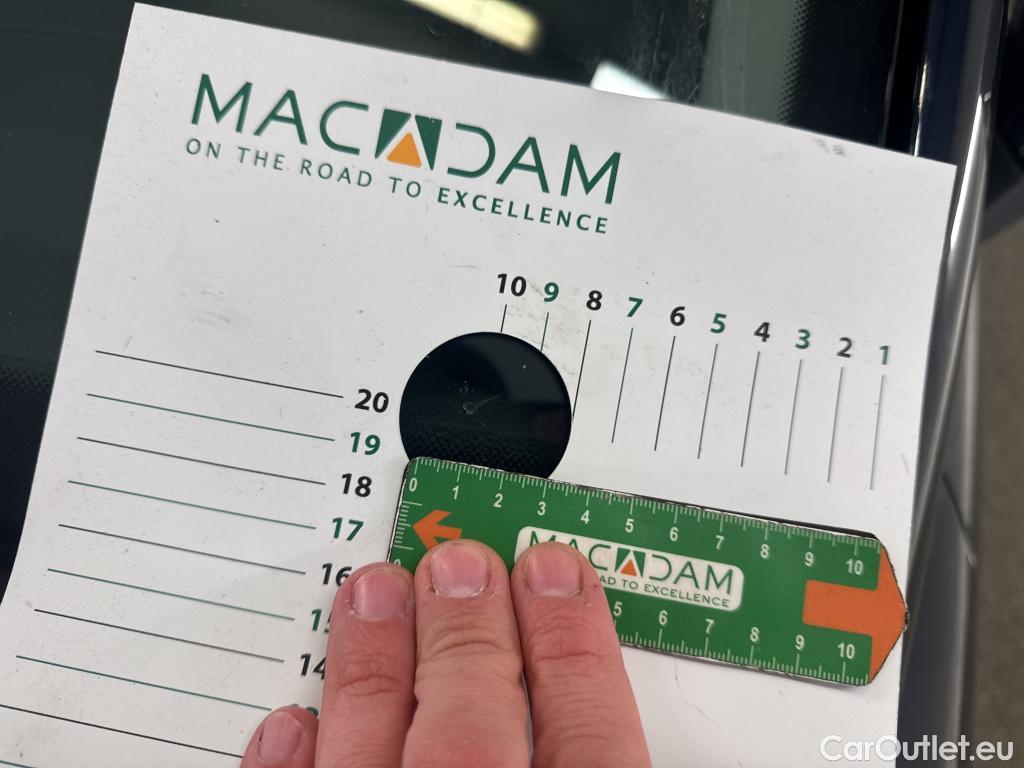 MACADAM
ON THE ROAD TO EXCELLENCE
10 9 8 7 6 5 4 3 2 1
20
19
18
17
16
14
0 1 2 3 4 5 6 7 8 9 10
MACADAM
ROAD TO EXCELLENCE
5 6 7 8 9 10
CarOutlet.eu